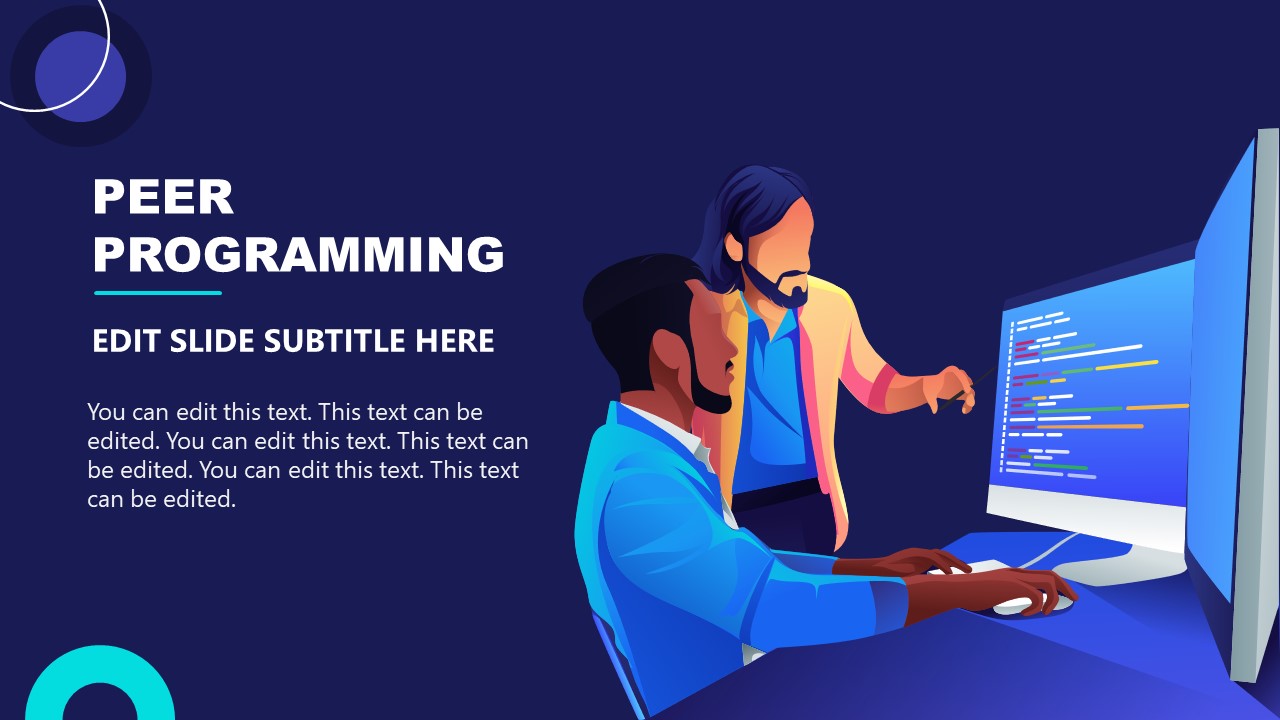 PEER
PROGRAMMING
EDIT SLIDE SUBTITLE HERE
You can edit this text. This text can be
edited. You can edit this text. This text can
be edited. You can edit this text. This text
can be edited.